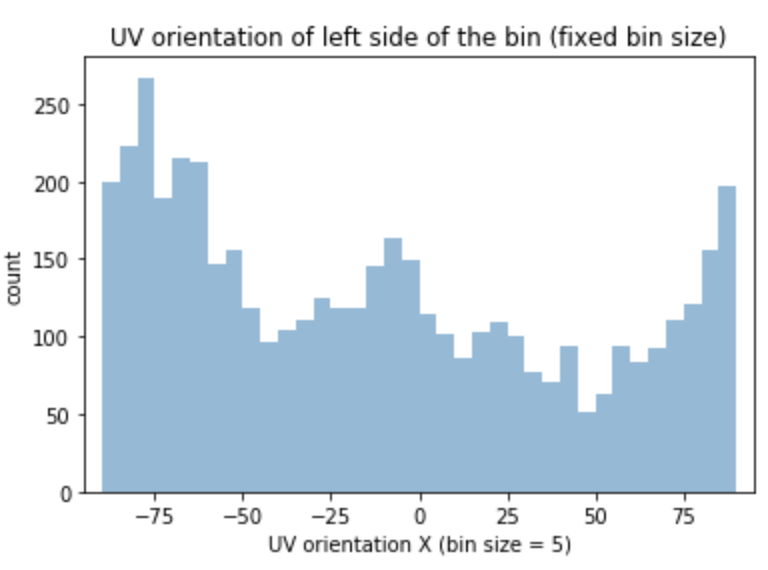 UV orientation of left side of the bin (fixed bin size)
250
200
150
100
50
0
count
−75 −50 −25 0 25 50 75
UV orientation X (bin size = 5)